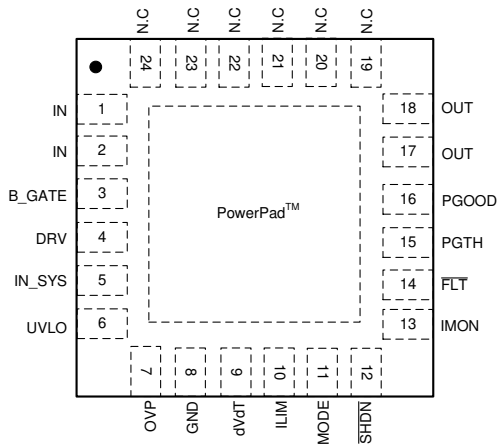 N.C N.C N.C N.C N.C N.C
24 23 22 21 20 19
IN 1 18 OUT
IN 2 17 OUT
B_GATE 3 16 PGOOD
PowerPad™
DRV 4 15 PGTH
IN_SYS 5 14 FLT
UVLO 6 13 IMON
7 8 9 10 11 12
OVP GND dVdT ILIM MODE SHDN